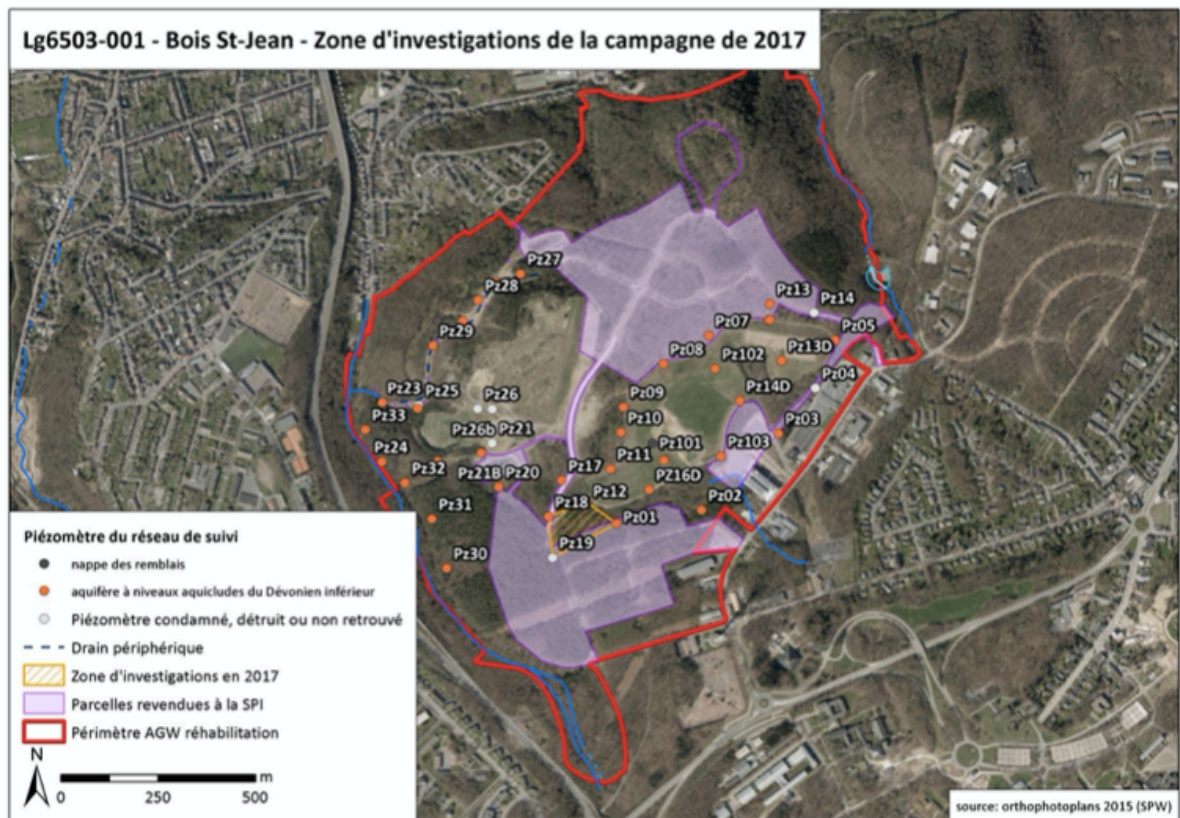 Lg6503-001 - Bois St-Jean - Zone d'investigations de la campagne de 2017
Pz27
Pz28
Pz13
Pz14
Pz29
Pz07
Pz05
Pz08
Pz102
Pz13D
Pz04
Pz23
Pz25
Pz26
Pz09
Pz14D
Pz33
Pz10
Pz03
Pz26b
Pz21
Pz24
Pz101
Pz103
Pz32
Pz21B
Pz20
Pz17
Pz11
PZ16D
Pz12
Pz31
Pz18
Pz02
Pz01
Pz19
Pz30
Piézomètre du réseau de suivi
nappe des remblais
aquifère à niveaux aquicludes du Dévonien inférieur
Piézomètre condamné, détruit ou non retrouvé
Drain périphérique
Zone d'investigations en 2017
Parcelles revendues à la SPI
Périmètre AGW réhabilitation
N
m
0 250 500
source: orthophotoplans 2015 (SPW)